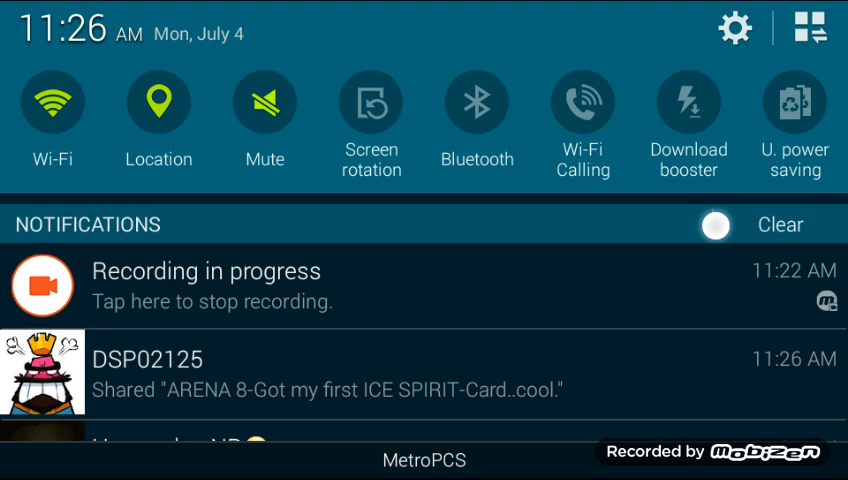 11:26 AM Mon, July 4
Wi-Fi
Location
Mute
Screen
rotation
Bluetooth
Wi-Fi
Calling
Download
booster
U. power
saving
NOTIFICATIONS
Clear
Recording in progress
11:22 AM
Tap here to stop recording.
DSP02125
11:26 AM
Shared "ARENA 8-Got my first ICE SPIRIT-Card..cool."
MetroPCS
Recorded by mobizen